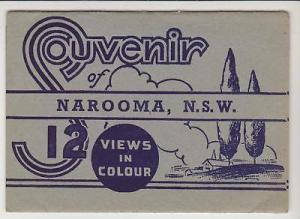 Souvenir
of
NAROOMA, N.S.W.
12
VIEWS
IN
COLOUR